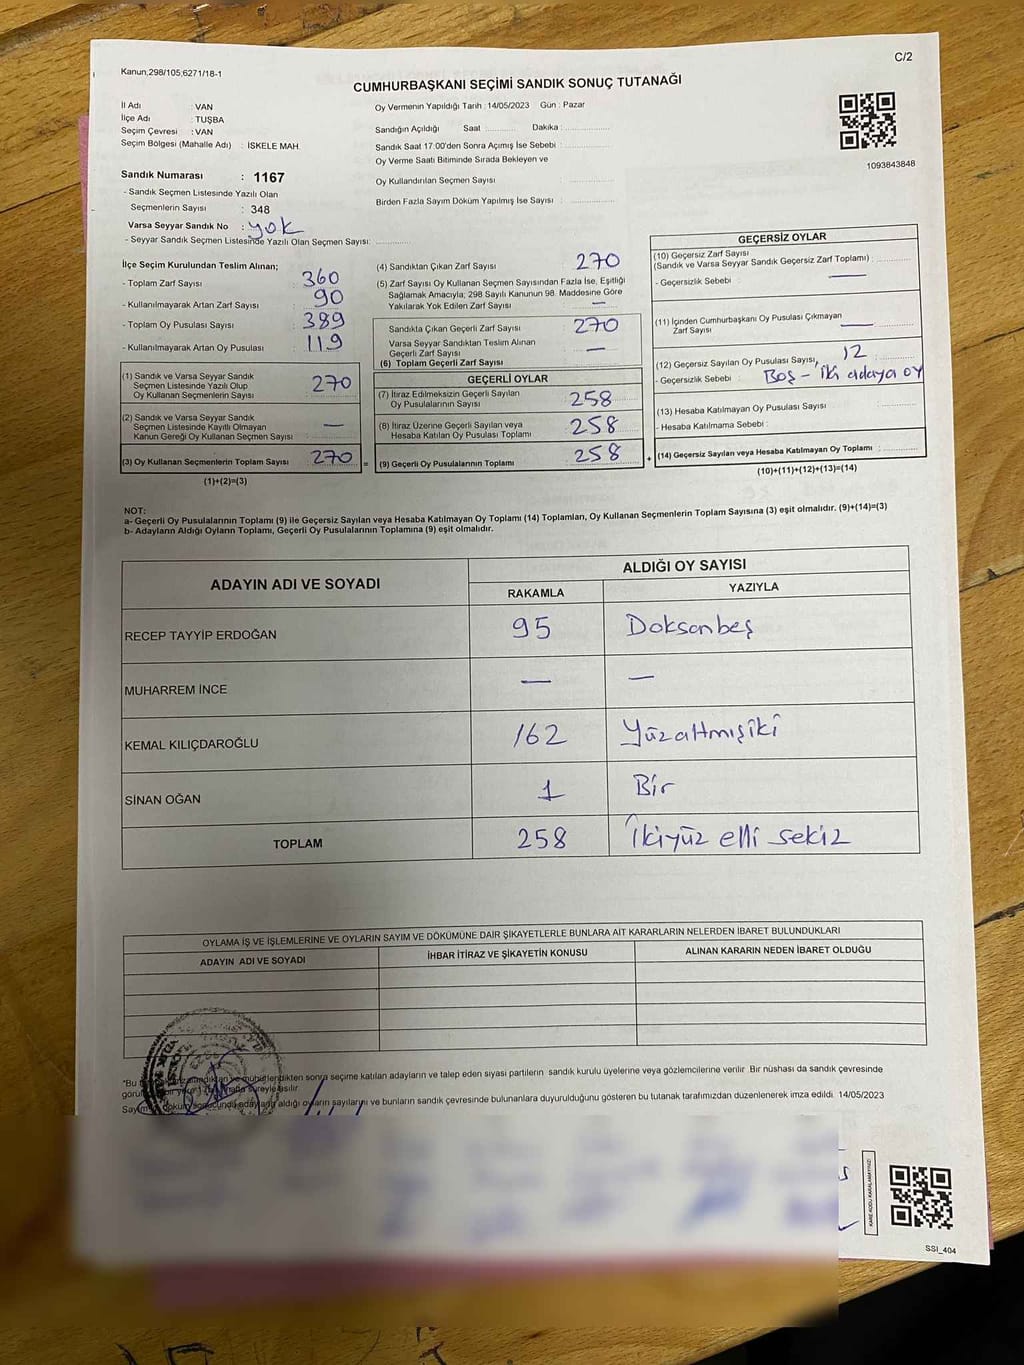 Kanun,298/105,6271/18-1
C/2
CUMHURBAŞKANI SEÇİMİ SANDIK SONUÇ TUTANAĞI
İl Adı : VAN
İlçe Adı : TUŞBA
Seçim Çevresi : VAN
Seçim Bölgesi (Mahalle Adı) : İSKELE MAH.
Oy Vermenin Yapıldığı Tarih : 14/05/2023 Gün : Pazar
Sandığın Açıldığı Saat ............ Dakika : ................
Sandık Saat 17:00'den Sonra Açımış İse Sebebi : ................
Oy Verme Saati Bitiminde Sırada Bekleyen ve
Oy Kullandırılan Seçmen Sayısı : ................
Birden Fazla Sayım Döküm Yapılmış İse Sayısı : ................
1093843848
Sandık Numarası : 1167
- Sandık Seçmen Listesinde Yazılı Olan
Seçmenlerin Sayısı : 348
Varsa Seyyar Sandık No : yok
- Seyyar Sandık Seçmen Listesinde Yazılı Olan Seçmen Sayısı: ............
İlçe Seçim Kurulundan Teslim Alınan;
- Toplam Zarf Sayısı : 360
- Kullanılmayarak Artan Zarf Sayısı : 90
- Toplam Oy Pusulası Sayısı : 389
- Kullanılmayarak Artan Oy Pusulası : 119
(1) Sandık ve Varsa Seyyar Sandık
Seçmen Listesinde Yazılı Olup
Oy Kullanan Seçmenlerin Sayısı : 270
(2) Sandık ve Varsa Seyyar Sandık
Seçmen Listesinde Kayıtlı Olmayan
Kanun Gereği Oy Kullanan Seçmen Sayısı : —
(3) Oy Kullanan Seçmenlerin Toplam Sayısı : 270
(1)+(2)=(3)
(4) Sandıktan Çıkan Zarf Sayısı : 270
(5) Zarf Sayısı Oy Kullanan Seçmen Sayısından Fazla İse, Eşitliği
Sağlamak Amacıyla; 298 Sayılı Kanunun 98. Maddesine Göre
Yakılarak Yok Edilen Zarf Sayısı : —
Sandıkta Çıkan Geçerli Zarf Sayısı : 270
Varsa Seyyar Sandıktan Teslim Alınan
Geçerli Zarf Sayısı : —
(6) Toplam Geçerli Zarf Sayısı :
GEÇERLİ OYLAR
(7) İtiraz Edilmeksizin Geçerli Sayılan
Oy Pusulalarının Sayısı : 258
(8) İtiraz Üzerine Geçerli Sayılan veya
Hesaba Katılan Oy Pusulası Toplamı : 258
= (9) Geçerli Oy Pusulalarının Toplamı : 258
GEÇERSİZ OYLAR
(10) Geçersiz Zarf Sayısı
(Sandık ve Varsa Seyyar Sandık Geçersiz Zarf Toplamı) : ............
- Geçersizlik Sebebi : —
(11) İçinden Cumhurbaşkanı Oy Pusulası Çıkmayan
Zarf Sayısı : —
(12) Geçersiz Sayılan Oy Pusulası Sayısı : 12
- Geçersizlik Sebebi : Boş - iki adaya oy
(13) Hesaba Katılmayan Oy Pusulası Sayısı : ............
- Hesaba Katılmama Sebebi :
+ (14) Geçersiz Sayılan veya Hesaba Katılmayan Oy Toplamı : ............
(10)+(11)+(12)+(13)=(14)
NOT:
a- Geçerli Oy Pusulalarının Toplamı (9) ile Geçersiz Sayılan veya Hesaba Katılmayan Oy Toplamı (14) Toplamları, Oy Kullanan Seçmenlerin Toplam Sayısına (3) eşit olmalıdır. (9)+(14)=(3)
b- Adayların Aldığı Oyların Toplamı, Geçerli Oy Pusulalarının Toplamına (9) eşit olmalıdır.
ADAYIN ADI VE SOYADI ALDIĞI OY SAYISI
RAKAMLA YAZIYLA
RECEP TAYYİP ERDOĞAN 95 Doksanbeş
MUHARREM İNCE — —
KEMAL KILIÇDAROĞLU 162 Yüzaltmışiki
SİNAN OĞAN 1 Bir
TOPLAM 258 İkiyüz elli sekiz
OYLAMA İŞ VE İŞLEMLERİNE VE OYLARIN SAYIM VE DÖKÜMÜNE DAİR ŞİKAYETLERLE BUNLARA AİT KARARLARIN NELERDEN İBARET BULUNDUKLARI
ADAYIN ADI VE SOYADI İHBAR İTİRAZ VE ŞİKAYETİN KONUSU ALINAN KARARIN NEDEN İBARET OLDUĞU
"Bu sonra seçime katılan adayların ve talep eden siyasi partilerin sandık kurulu üyelerine veya gözlemcilerine verilir. Bir nüshası da sandık çevresinde
süreyle asılır.
aldığı oyların sayılarını ve bunların sandık çevresinde bulunanlara duyurulduğunu gösteren bu tutanak tarafımızdan düzenlenerek imza edildi. 14/05/2023
KARE KODU KARALAMAYINIZ!
SSI_404